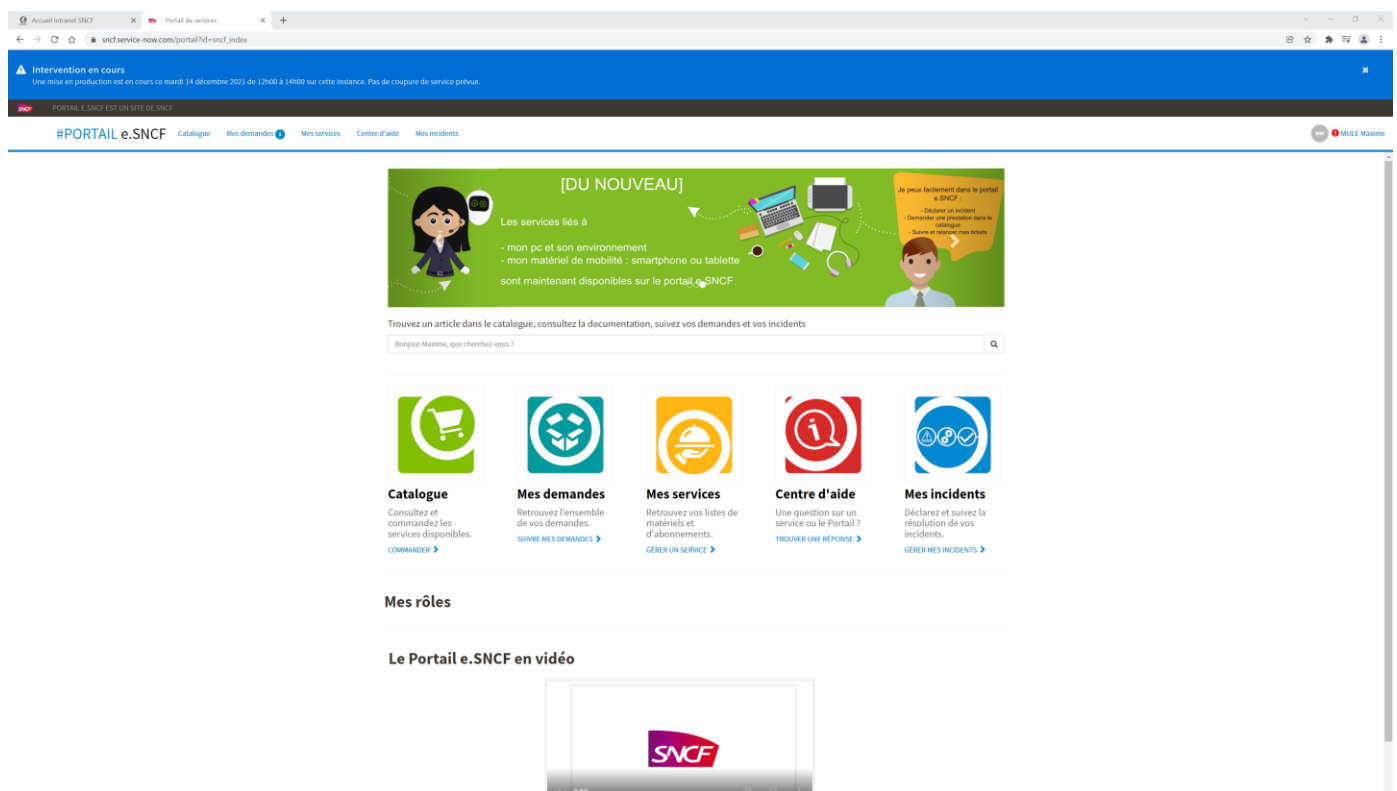 Accueil Intranet SNCF
- Portail de services
sncf.service-now.com/portail?id=sncf_index
Intervention en cours
Une mise en production est en cours ce mardi 14 décembre 2021 de 12h00 à 14h00 sur cette instance. Pas de coupure de service prévue.
SNCF PORTAIL E.SNCF EST UN SITE DE SNCF
#PORTAIL e.SNCF Catalogue Mes demandes 1 Mes services Centre d'aide Mes incidents MM MULE Maxime
[DU NOUVEAU]
Les services liés à
- mon pc et son environnement
- mon matériel de mobilité : smartphone ou tablette
sont maintenant disponibles sur le portail e.SNCF
Je peux facilement dans le portail
e.SNCF :
- Déclarer un incident
- Demander une prestation dans le
catalogue
- Suivre et relancer mes tickets
Trouvez un article dans le catalogue, consultez la documentation, suivez vos demandes et vos incidents
Bonjour Maxime, que cherchez-vous ?
Catalogue
Consultez et
commandez les
services disponibles.
COMMANDER
Mes demandes
Retrouvez l'ensemble
de vos demandes.
SUIVRE MES DEMANDES
Mes services
Retrouvez vos listes de
matériels et
d'abonnements.
GÉRER UN SERVICE
Centre d'aide
Une question sur un
service ou le Portail ?
TROUVER UNE RÉPONSE
Mes incidents
Déclarez et suivez la
résolution de vos
incidents.
GÉRER MES INCIDENTS
Mes rôles
Le Portail e.SNCF en vidéo
SNCF